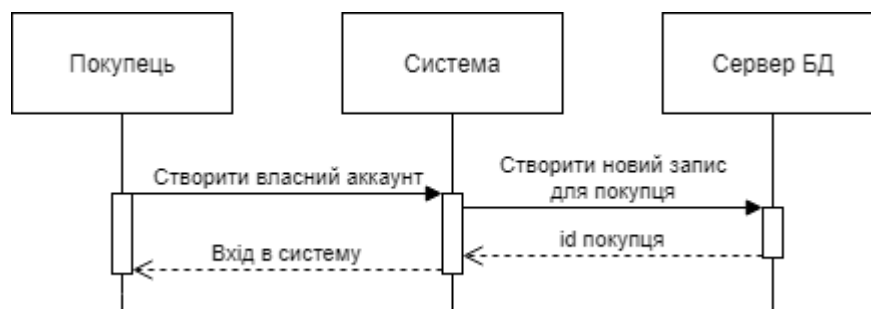 Покупець
Система
Сервер БД
Створити власний аккаунт
Створити новий запис
для покупця
id покупця
Вхід в систему